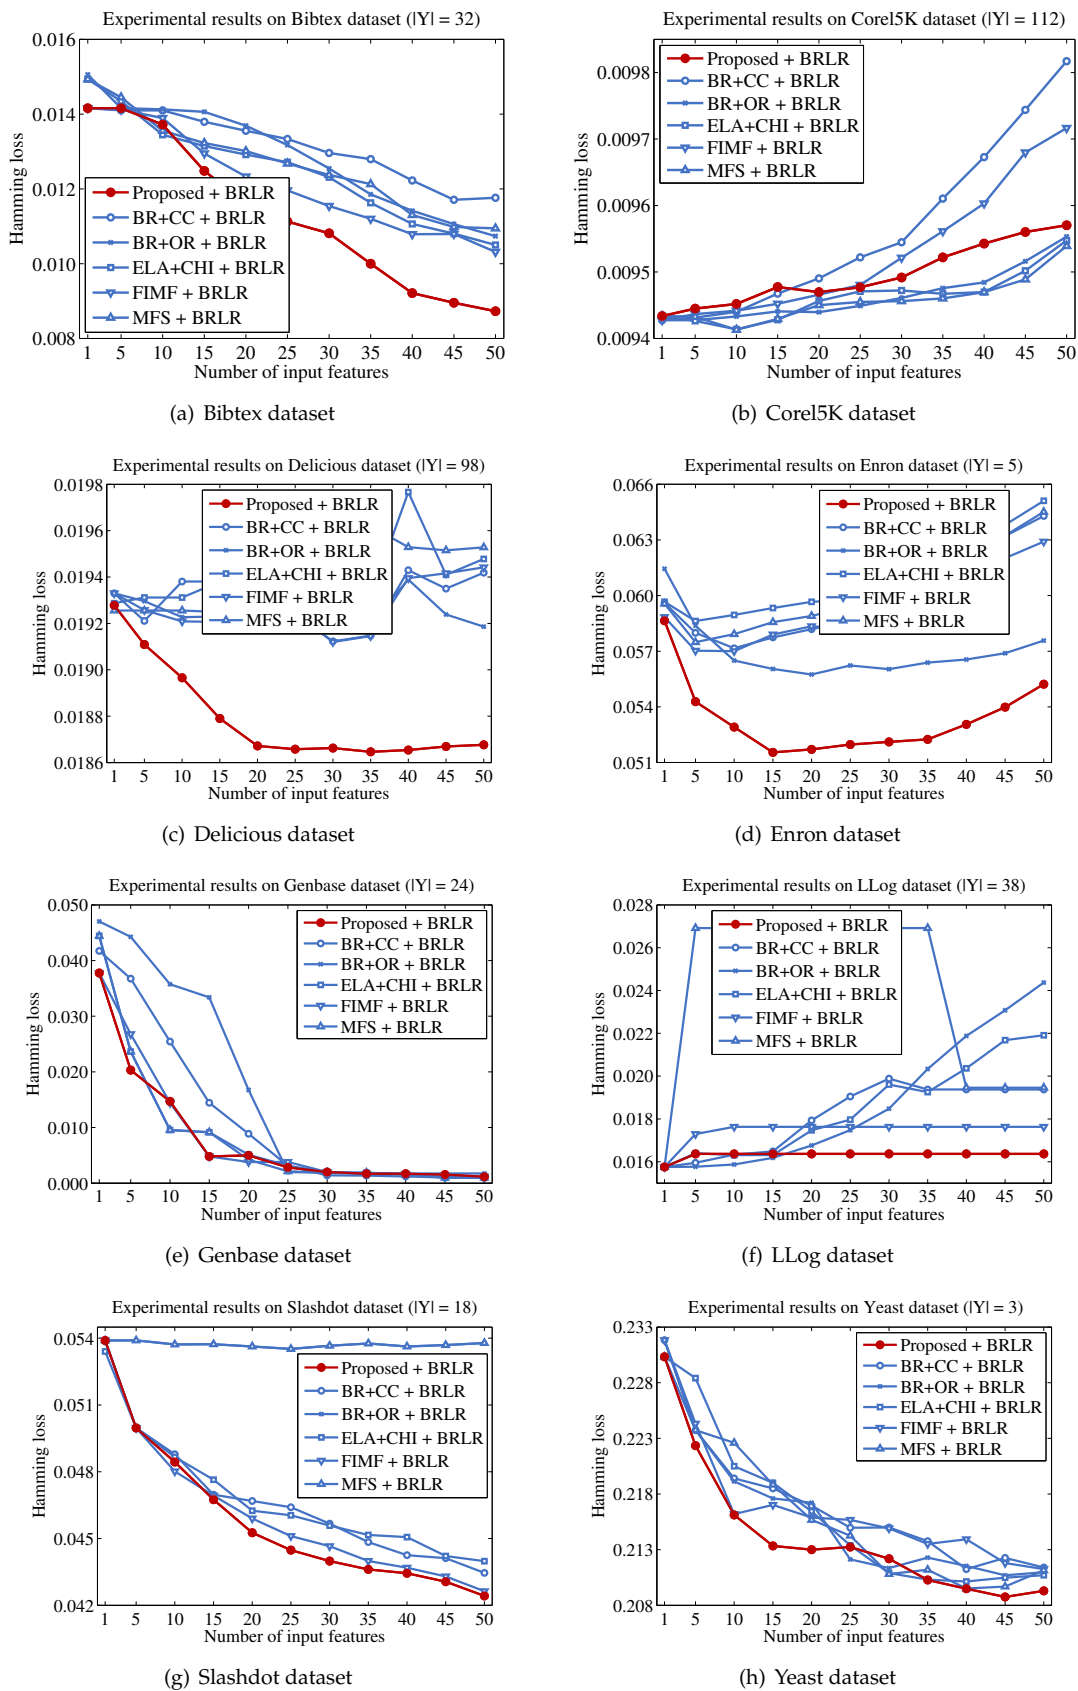 Experimental results on Bibtex dataset (|Y| = 32)
Hamming loss
0.016
0.014
0.012
0.010
0.008
Proposed + BRLR
BR+CC + BRLR
BR+OR + BRLR
ELA+CHI + BRLR
FIMF + BRLR
MFS + BRLR
1 5 10 15 20 25 30 35 40 45 50
Number of input features
(a) Bibtex dataset
Experimental results on Corel5K dataset (|Y| = 112)
Hamming loss
0.0098
0.0097
0.0096
0.0095
0.0094
Proposed + BRLR
BR+CC + BRLR
BR+OR + BRLR
ELA+CHI + BRLR
FIMF + BRLR
MFS + BRLR
1 5 10 15 20 25 30 35 40 45 50
Number of input features
(b) Corel5K dataset
Experimental results on Delicious dataset (|Y| = 98)
Hamming loss
0.0198
0.0196
0.0194
0.0192
0.0190
0.0188
0.0186
Proposed + BRLR
BR+CC + BRLR
BR+OR + BRLR
ELA+CHI + BRLR
FIMF + BRLR
MFS + BRLR
1 5 10 15 20 25 30 35 40 45 50
Number of input features
(c) Delicious dataset
Experimental results on Enron dataset (|Y| = 5)
Hamming loss
0.066
0.063
0.060
0.057
0.054
0.051
Proposed + BRLR
BR+CC + BRLR
BR+OR + BRLR
ELA+CHI + BRLR
FIMF + BRLR
MFS + BRLR
1 5 10 15 20 25 30 35 40 45 50
Number of input features
(d) Enron dataset
Experimental results on Genbase dataset (|Y| = 24)
Hamming loss
0.050
0.040
0.030
0.020
0.010
0.000
Proposed + BRLR
BR+CC + BRLR
BR+OR + BRLR
ELA+CHI + BRLR
FIMF + BRLR
MFS + BRLR
1 5 10 15 20 25 30 35 40 45 50
Number of input features
(e) Genbase dataset
Experimental results on LLog dataset (|Y| = 38)
Hamming loss
0.028
0.026
0.024
0.022
0.020
0.018
0.016
Proposed + BRLR
BR+CC + BRLR
BR+OR + BRLR
ELA+CHI + BRLR
FIMF + BRLR
MFS + BRLR
1 5 10 15 20 25 30 35 40 45 50
Number of input features
(f) LLog dataset
Experimental results on Slashdot dataset (|Y| = 18)
Hamming loss
0.054
0.051
0.048
0.045
0.042
Proposed + BRLR
BR+CC + BRLR
BR+OR + BRLR
ELA+CHI + BRLR
FIMF + BRLR
MFS + BRLR
1 5 10 15 20 25 30 35 40 45 50
Number of input features
(g) Slashdot dataset
Experimental results on Yeast dataset (|Y| = 3)
Hamming loss
0.233
0.228
0.223
0.218
0.213
0.208
Proposed + BRLR
BR+CC + BRLR
BR+OR + BRLR
ELA+CHI + BRLR
FIMF + BRLR
MFS + BRLR
1 5 10 15 20 25 30 35 40 45 50
Number of input features
(h) Yeast dataset